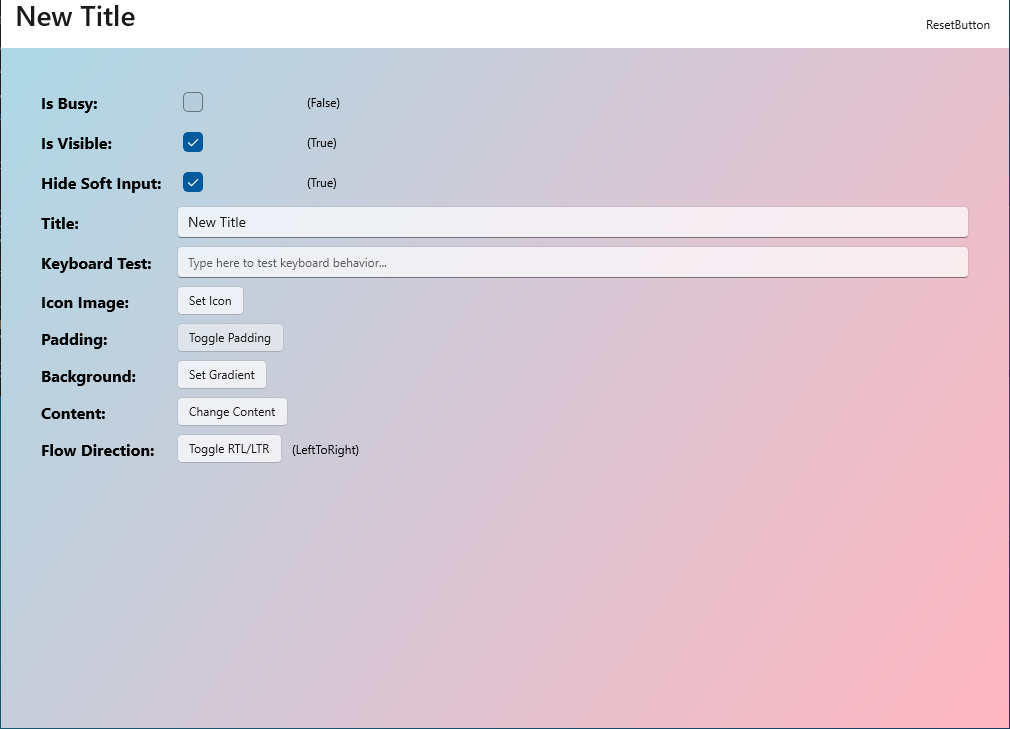 New Title
ResetButton
Is Busy: (False)
Is Visible: (True)
Hide Soft Input: (True)
Title: New Title
Keyboard Test: Type here to test keyboard behavior...
Icon Image: Set Icon
Padding: Toggle Padding
Background: Set Gradient
Content: Change Content
Flow Direction: Toggle RTL/LTR (LeftToRight)